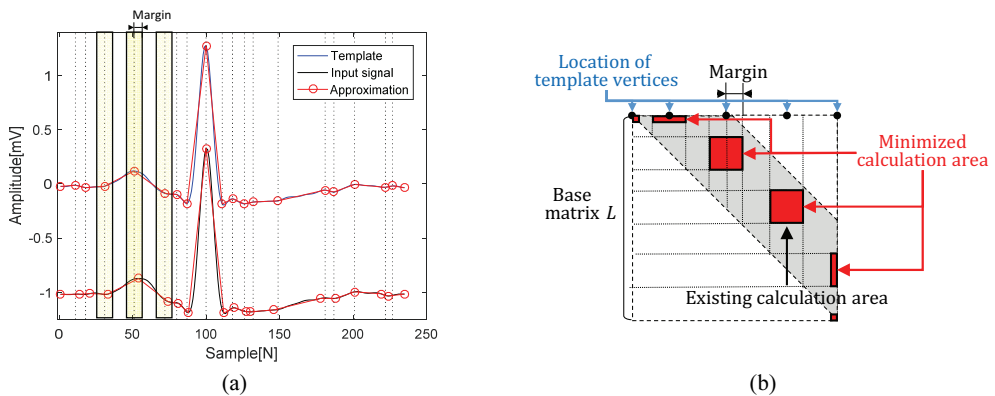 Margin
Template
Input signal
Approximation
1
0.5
0
-0.5
-1
Amplitude[mV]
0
50
100
150
200
250
Sample[N]
(a)
Location of
template vertices
Margin
Minimized
calculation area
Base
matrix L
Existing calculation area
(b)